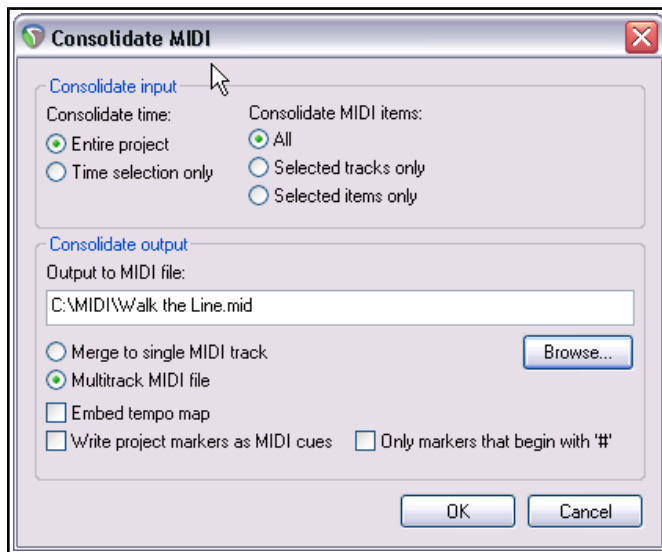 Consolidate MIDI
Consolidate input
Consolidate time:
Entire project
Time selection only
Consolidate MIDI items:
All
Selected tracks only
Selected items only
Consolidate output
Output to MIDI file:
C:\MIDI\Walk the Line.mid
Browse...
Merge to single MIDI track
Multitrack MIDI file
Embed tempo map
Write project markers as MIDI cues
Only markers that begin with '#'
OK
Cancel